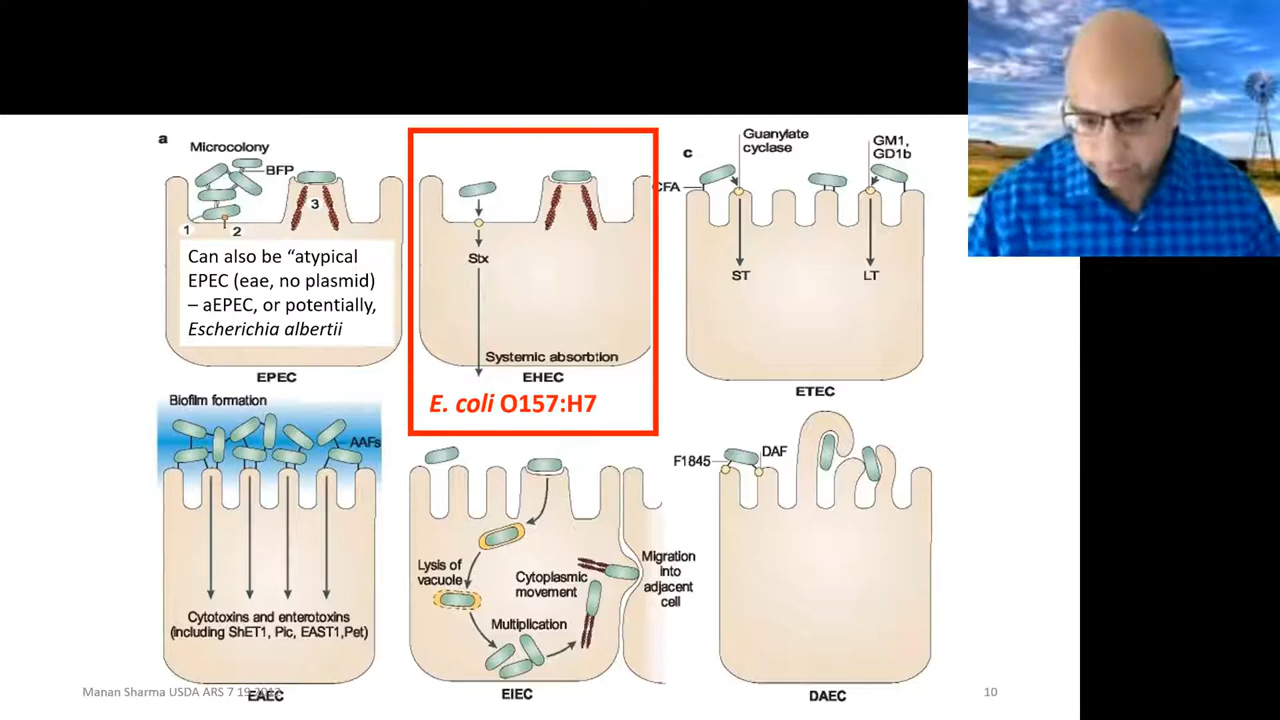 a
Microcolony
BFP
1
2
3
Can also be “atypical
EPEC (eae, no plasmid)
– aEPEC, or potentially,
Escherichia albertii
EPEC
Stx
Systemic absorption
EHEC
E. coli O157:H7
c
Guanylate
cyclase
GM1,
GD1b
CFA
ST
LT
ETEC
Biofilm formation
AAFs
Cytotoxins and enterotoxins
(including ShET1, Pic, EAST1,Pet)
EAEC
Lysis of
vacuole
Cytoplasmic
movement
Multiplication
Migration
into
adjacent
cell
EIEC
F1845
DAF
DAEC
Manan Sharma USDA ARS 7 19
10